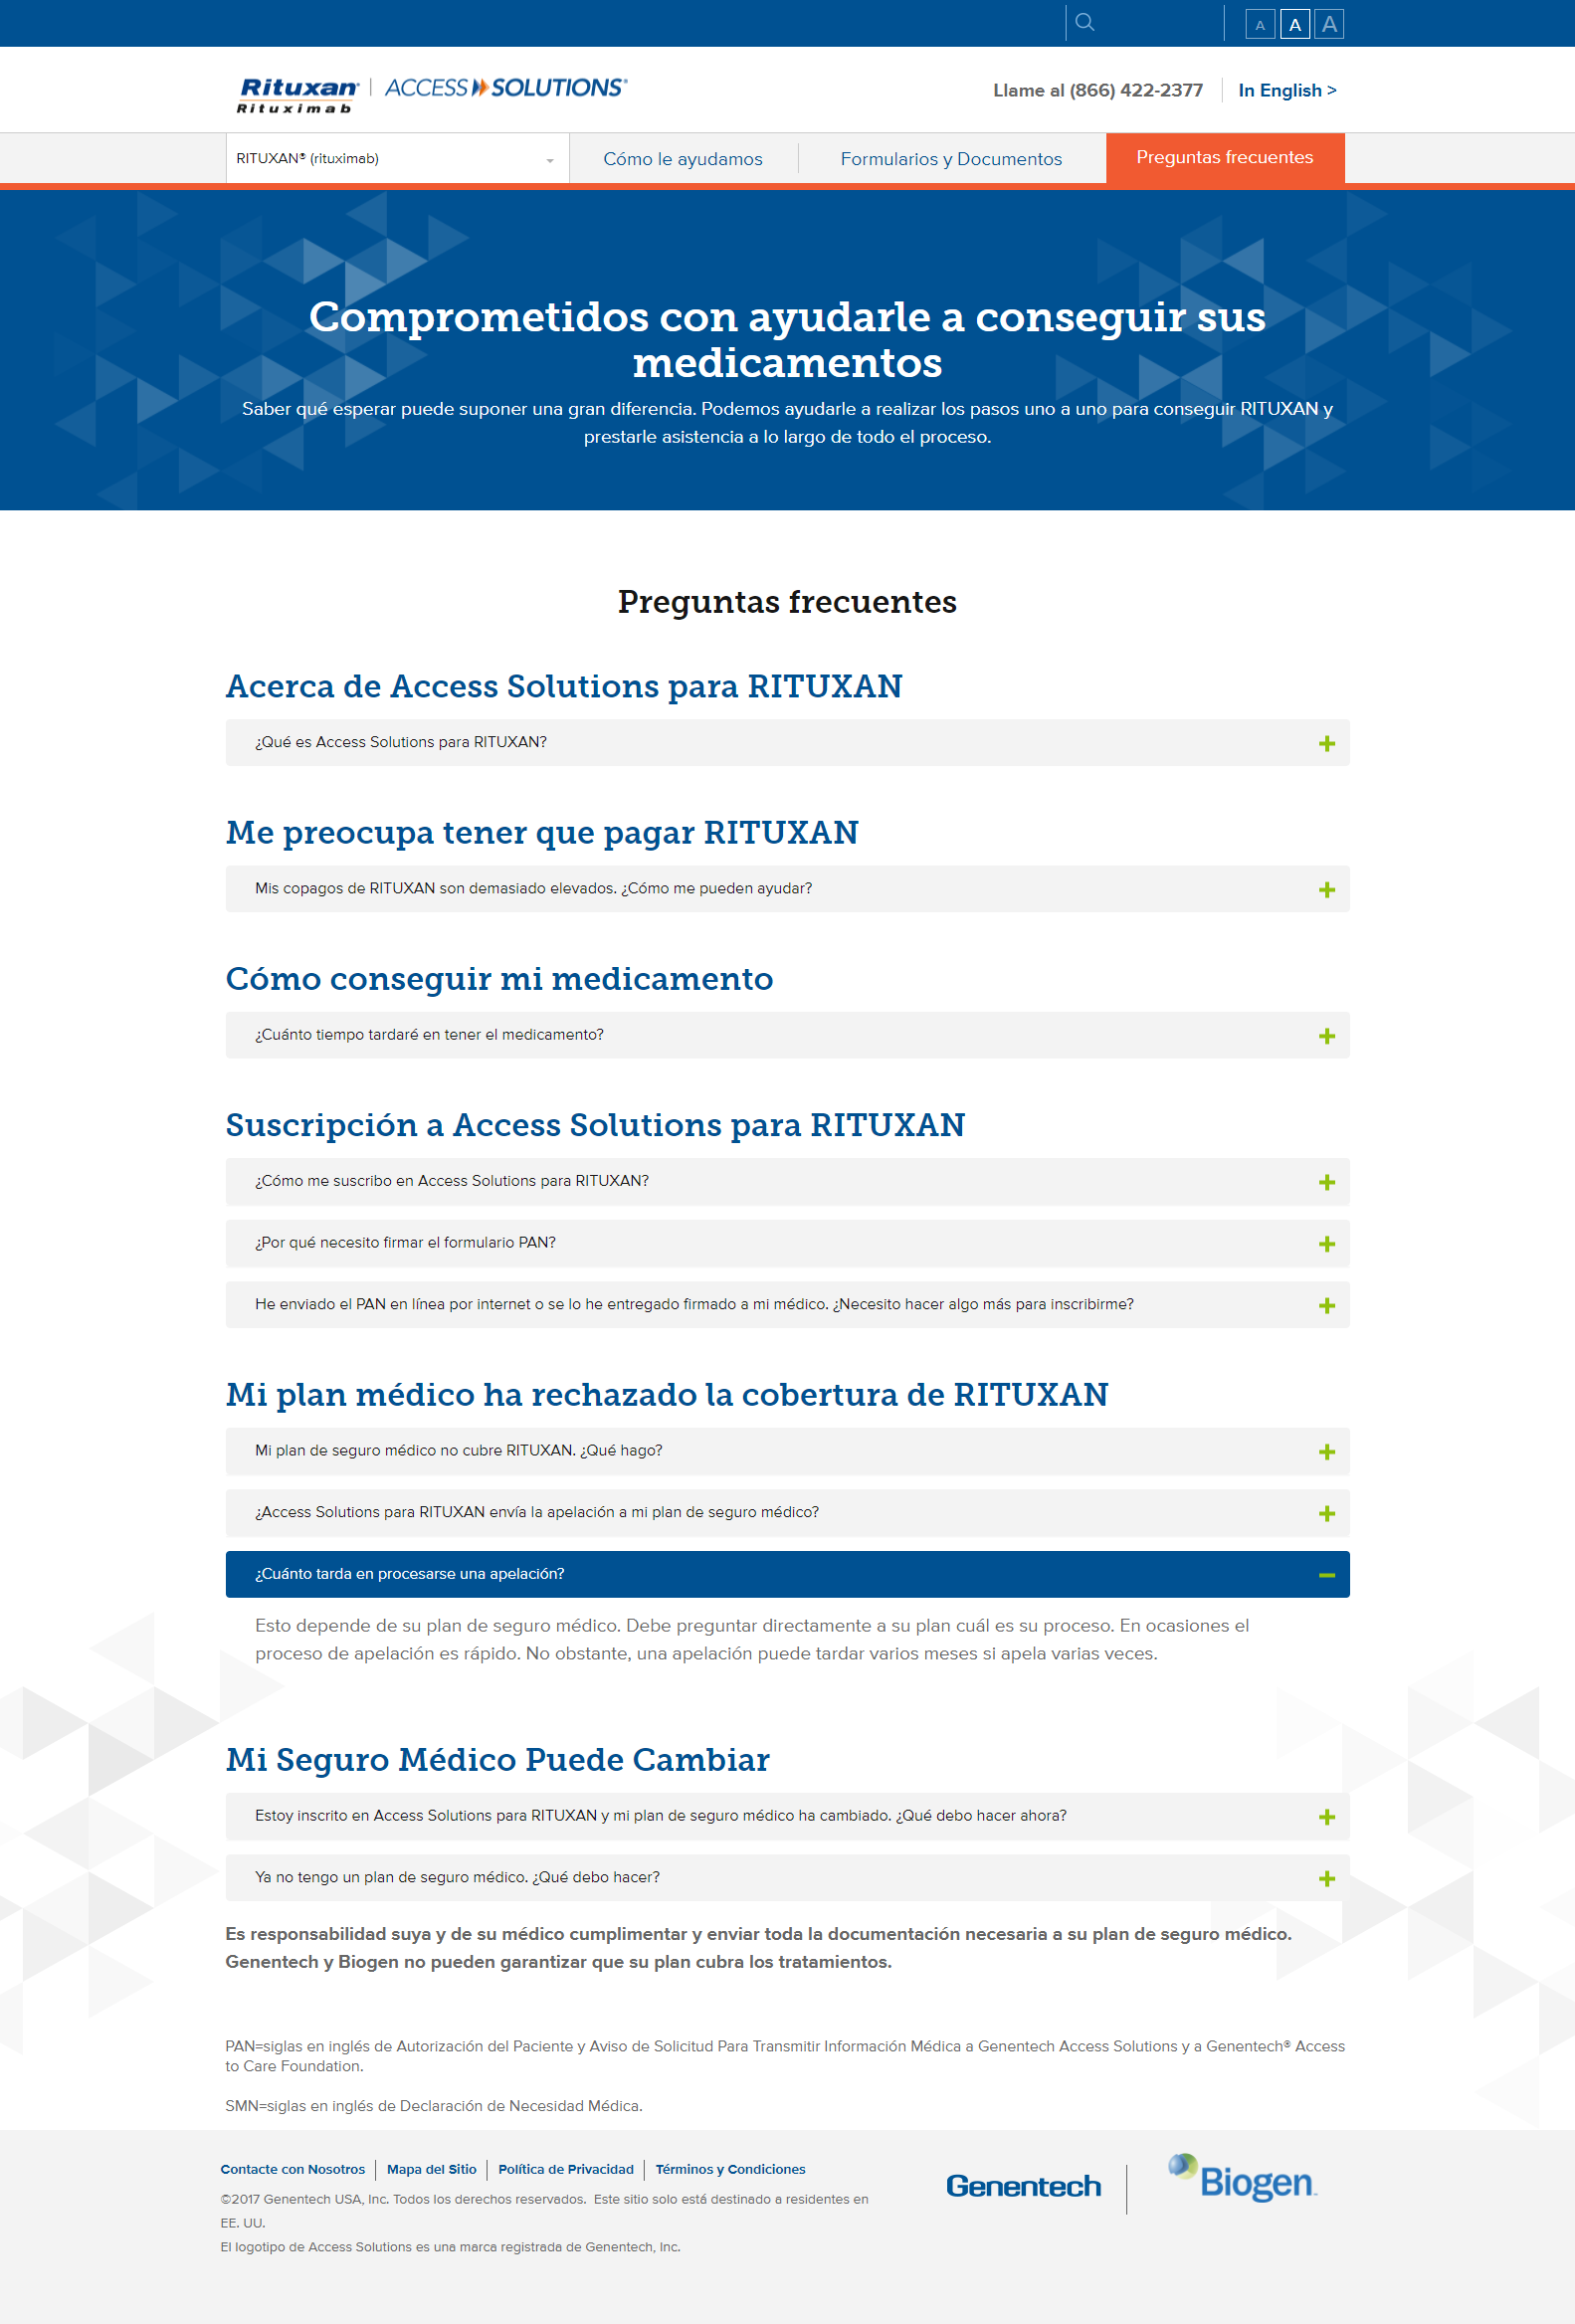 A A A
Rituxan® | ACCESS SOLUTIONS®
Rituximab
Llame al (866) 422-2377
In English >
RITUXAN® (rituximab)
Cómo le ayudamos
Formularios y Documentos
Preguntas frecuentes
Comprometidos con ayudarle a conseguir sus
medicamentos
Saber qué esperar puede suponer una gran diferencia. Podemos ayudarle a realizar los pasos uno a uno para conseguir RITUXAN y
prestarle asistencia a lo largo de todo el proceso.
Preguntas frecuentes
Acerca de Access Solutions para RITUXAN
¿Qué es Access Solutions para RITUXAN?
Me preocupa tener que pagar RITUXAN
Mis copagos de RITUXAN son demasiado elevados. ¿Cómo me pueden ayudar?
Cómo conseguir mi medicamento
¿Cuánto tiempo tardaré en tener el medicamento?
Suscripción a Access Solutions para RITUXAN
¿Cómo me suscribo en Access Solutions para RITUXAN?
¿Por qué necesito firmar el formulario PAN?
He enviado el PAN en línea por internet o se lo he entregado firmado a mi médico. ¿Necesito hacer algo más para inscribirme?
Mi plan médico ha rechazado la cobertura de RITUXAN
Mi plan de seguro médico no cubre RITUXAN. ¿Qué hago?
¿Access Solutions para RITUXAN envía la apelación a mi plan de seguro médico?
¿Cuánto tarda en procesarse una apelación?
Esto depende de su plan de seguro médico. Debe preguntar directamente a su plan cuál es su proceso. En ocasiones el
proceso de apelación es rápido. No obstante, una apelación puede tardar varios meses si apela varias veces.
Mi Seguro Médico Puede Cambiar
Estoy inscrito en Access Solutions para RITUXAN y mi plan de seguro médico ha cambiado. ¿Qué debo hacer ahora?
Ya no tengo un plan de seguro médico. ¿Qué debo hacer?
Es responsabilidad suya y de su médico cumplimentar y enviar toda la documentación necesaria a su plan de seguro médico.
Genentech y Biogen no pueden garantizar que su plan cubra los tratamientos.
PAN=siglas en inglés de Autorización del Paciente y Aviso de Solicitud Para Transmitir Información Médica a Genentech Access Solutions y a Genentech® Access
to Care Foundation.
SMN=siglas en inglés de Declaración de Necesidad Médica.
Contacte con Nosotros | Mapa del Sitio | Política de Privacidad | Términos y Condiciones
©2017 Genentech USA, Inc. Todos los derechos reservados. Este sitio solo está destinado a residentes en
EE. UU.
El logotipo de Access Solutions es una marca registrada de Genentech, Inc.
Genentech
Biogen™